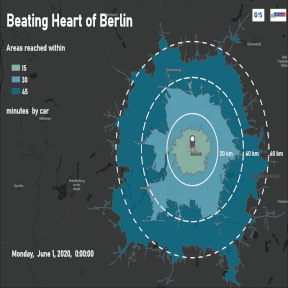 Beating Heart of Berlin
Areas reached within
15
30
45
minutes by car
20 km
40 km
60 km
Monday, June 1, 2020, 0:00:00